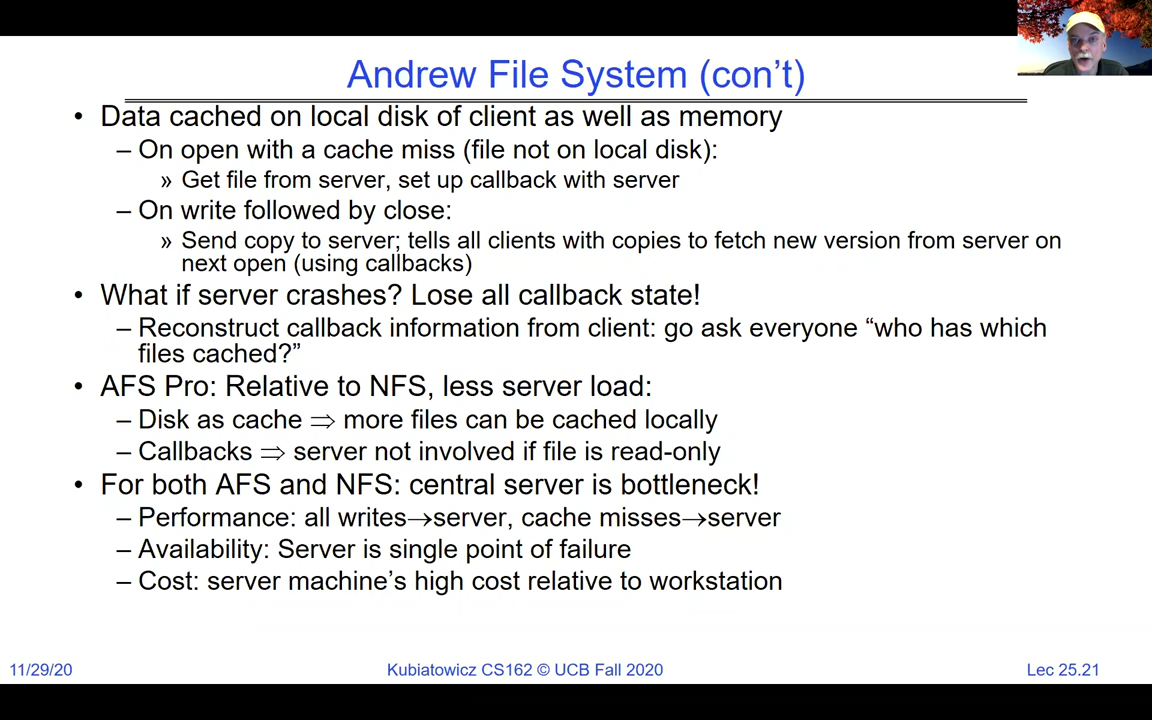 Andrew File System (con’t)
• Data cached on local disk of client as well as memory
– On open with a cache miss (file not on local disk):
» Get file from server, set up callback with server
– On write followed by close:
» Send copy to server; tells all clients with copies to fetch new version from server on
next open (using callbacks)
• What if server crashes? Lose all callback state!
– Reconstruct callback information from client: go ask everyone “who has which
files cached?”
• AFS Pro: Relative to NFS, less server load:
– Disk as cache ⇒ more files can be cached locally
– Callbacks ⇒ server not involved if file is read-only
• For both AFS and NFS: central server is bottleneck!
– Performance: all writes→server, cache misses→server
– Availability: Server is single point of failure
– Cost: server machine’s high cost relative to workstation
11/29/20
Kubiatowicz CS162 © UCB Fall 2020
Lec 25.21